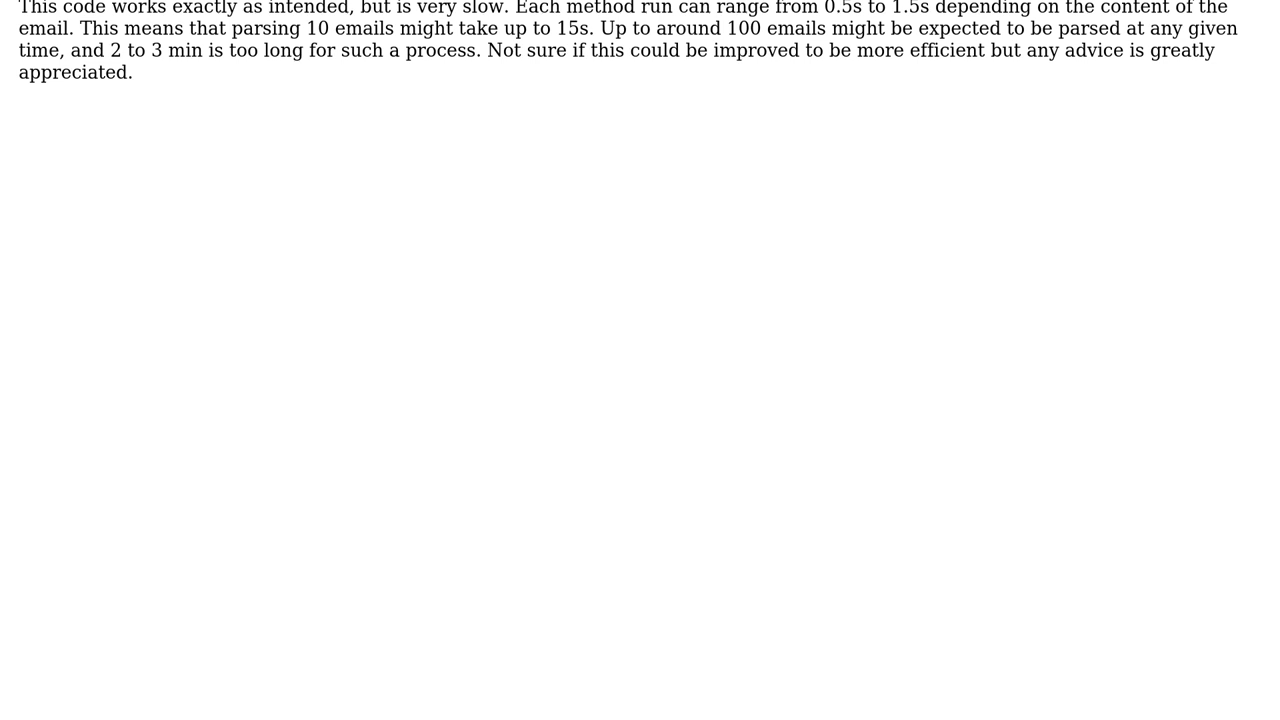 This code works exactly as intended, but is very slow. Each method run can range from 0.5s to 1.5s depending on the content of the
email. This means that parsing 10 emails might take up to 15s. Up to around 100 emails might be expected to be parsed at any given
time, and 2 to 3 min is too long for such a process. Not sure if this could be improved to be more efficient but any advice is greatly
appreciated.